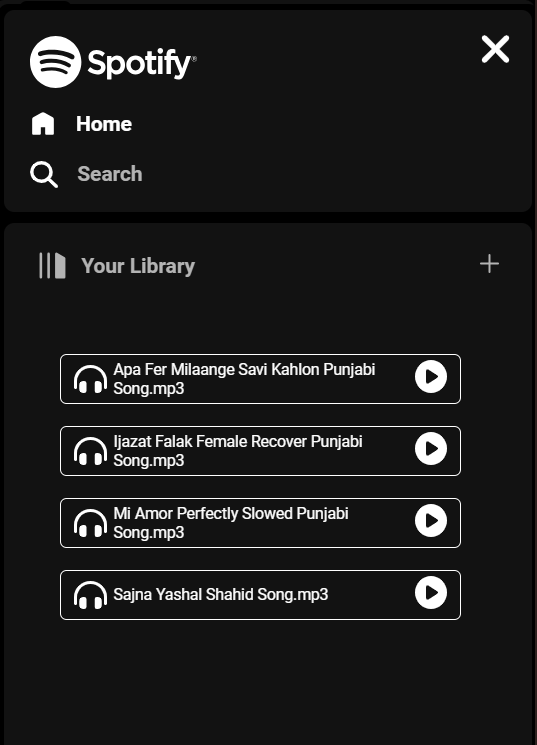 Spotify®
Home
Search
Your Library
Apa Fer Milaange Savi Kahlon Punjabi
Song.mp3
Ijazat Falak Female Recover Punjabi
Song.mp3
Mi Amor Perfectly Slowed Punjabi
Song.mp3
Sajna Yashal Shahid Song.mp3